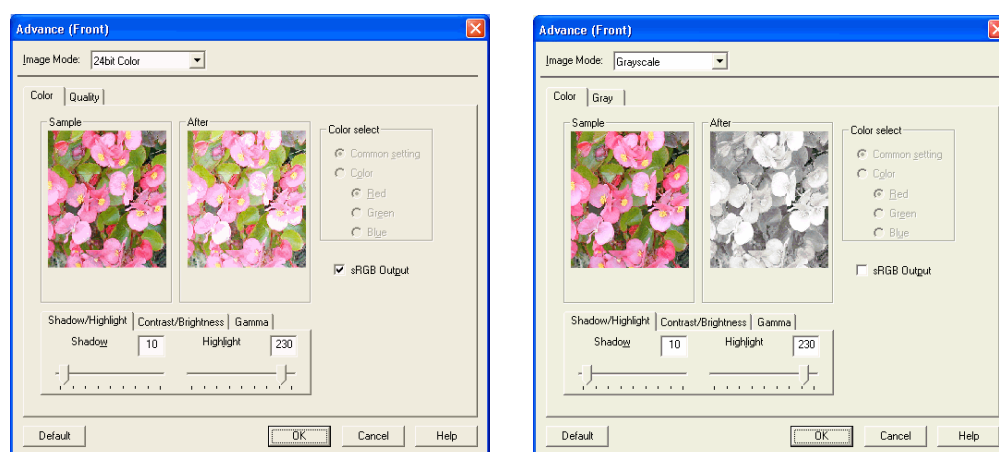 Advance (Front)
Image Mode: 24bit Color
Color Quality
Sample After Color select
Common setting
Color
Red
Green
Blue
sRGB Output
Shadow/Highlight Contrast/Brightness Gamma
Shadow 10 Highlight 230
Default OK Cancel Help
Advance (Front)
Image Mode: Grayscale
Color Gray
Sample After Color select
Common setting
Color
Red
Green
Blue
sRGB Output
Shadow/Highlight Contrast/Brightness Gamma
Shadow 10 Highlight 230
Default OK Cancel Help